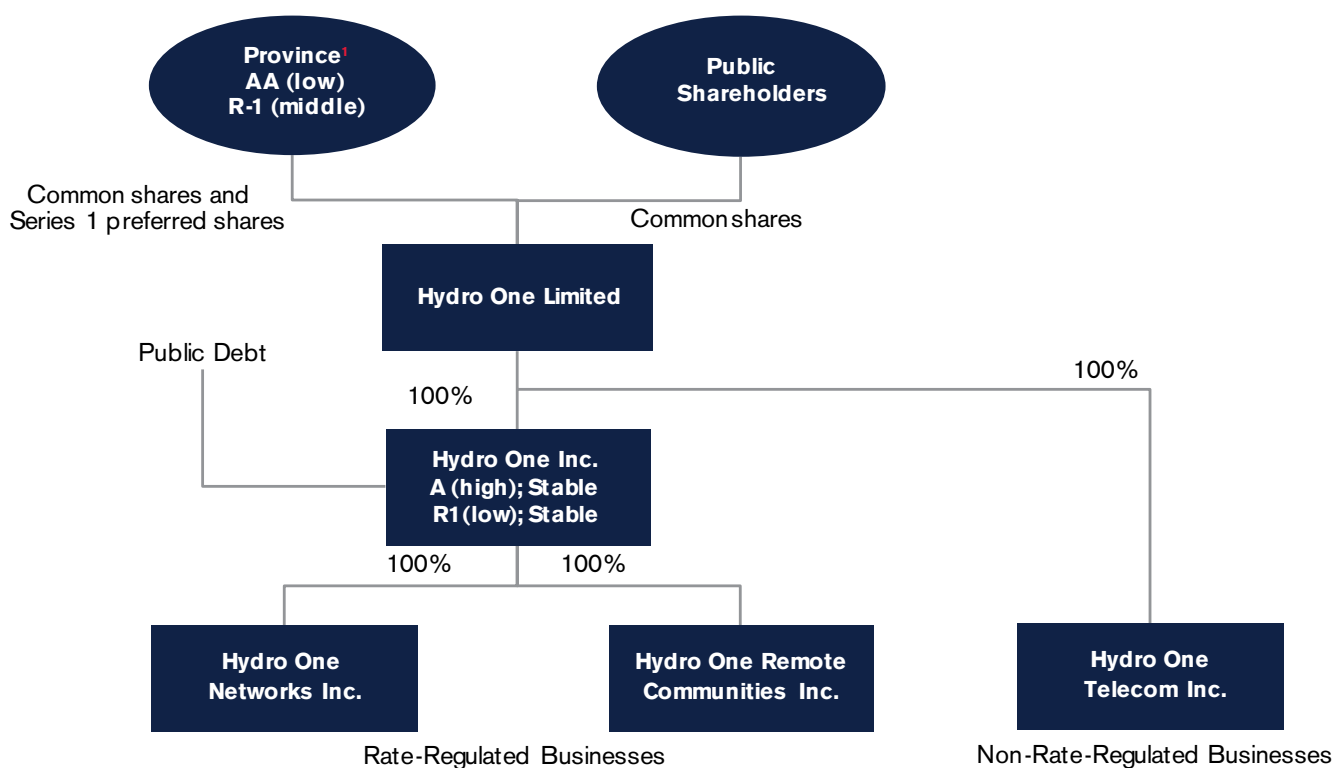 Province¹
AA (low)
R-1 (middle)
Public
Shareholders
Common shares and
Series 1 preferred shares
Common shares
Hydro One Limited
Public Debt
100%
100%
Hydro One Inc.
A (high); Stable
R1 (low); Stable
100%
100%
Hydro One
Networks Inc.
Hydro One Remote
Communities Inc.
Hydro One
Telecom Inc.
Rate-Regulated Businesses
Non-Rate-Regulated Businesses